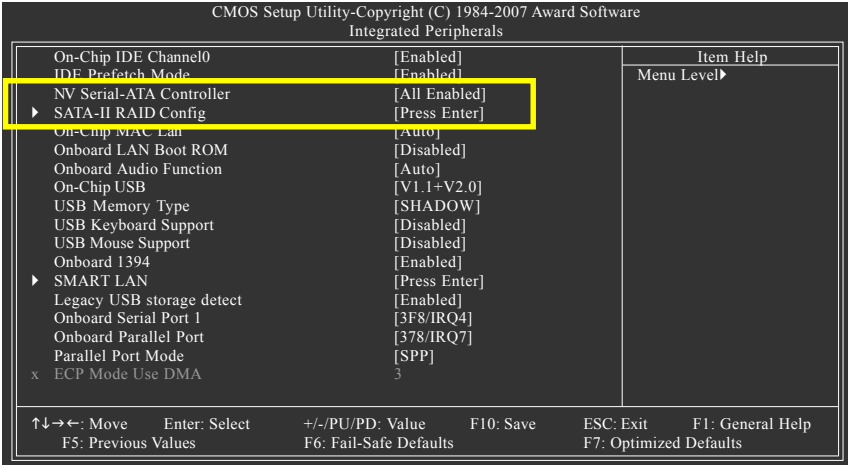 CMOS Setup Utility-Copyright (C) 1984-2007 Award Software
Integrated Peripherals
On-Chip IDE Channel0 [Enabled] Item Help
IDE Prefetch Mode [Enabled] Menu Level▶
NV Serial-ATA Controller [All Enabled]
▶ SATA-II RAID Config [Press Enter]
On-Chip MAC Lan [Auto]
Onboard LAN Boot ROM [Disabled]
Onboard Audio Function [Auto]
On-Chip USB [V1.1+V2.0]
USB Memory Type [SHADOW]
USB Keyboard Support [Disabled]
USB Mouse Support [Disabled]
Onboard 1394 [Enabled]
▶ SMART LAN [Press Enter]
Legacy USB storage detect [Enabled]
Onboard Serial Port 1 [3F8/IRQ4]
Onboard Parallel Port [378/IRQ7]
Parallel Port Mode [SPP]
x ECP Mode Use DMA 3
↑↓→←: Move Enter: Select +/-/PU/PD: Value F10: Save ESC: Exit F1: General Help
F5: Previous Values F6: Fail-Safe Defaults F7: Optimized Defaults